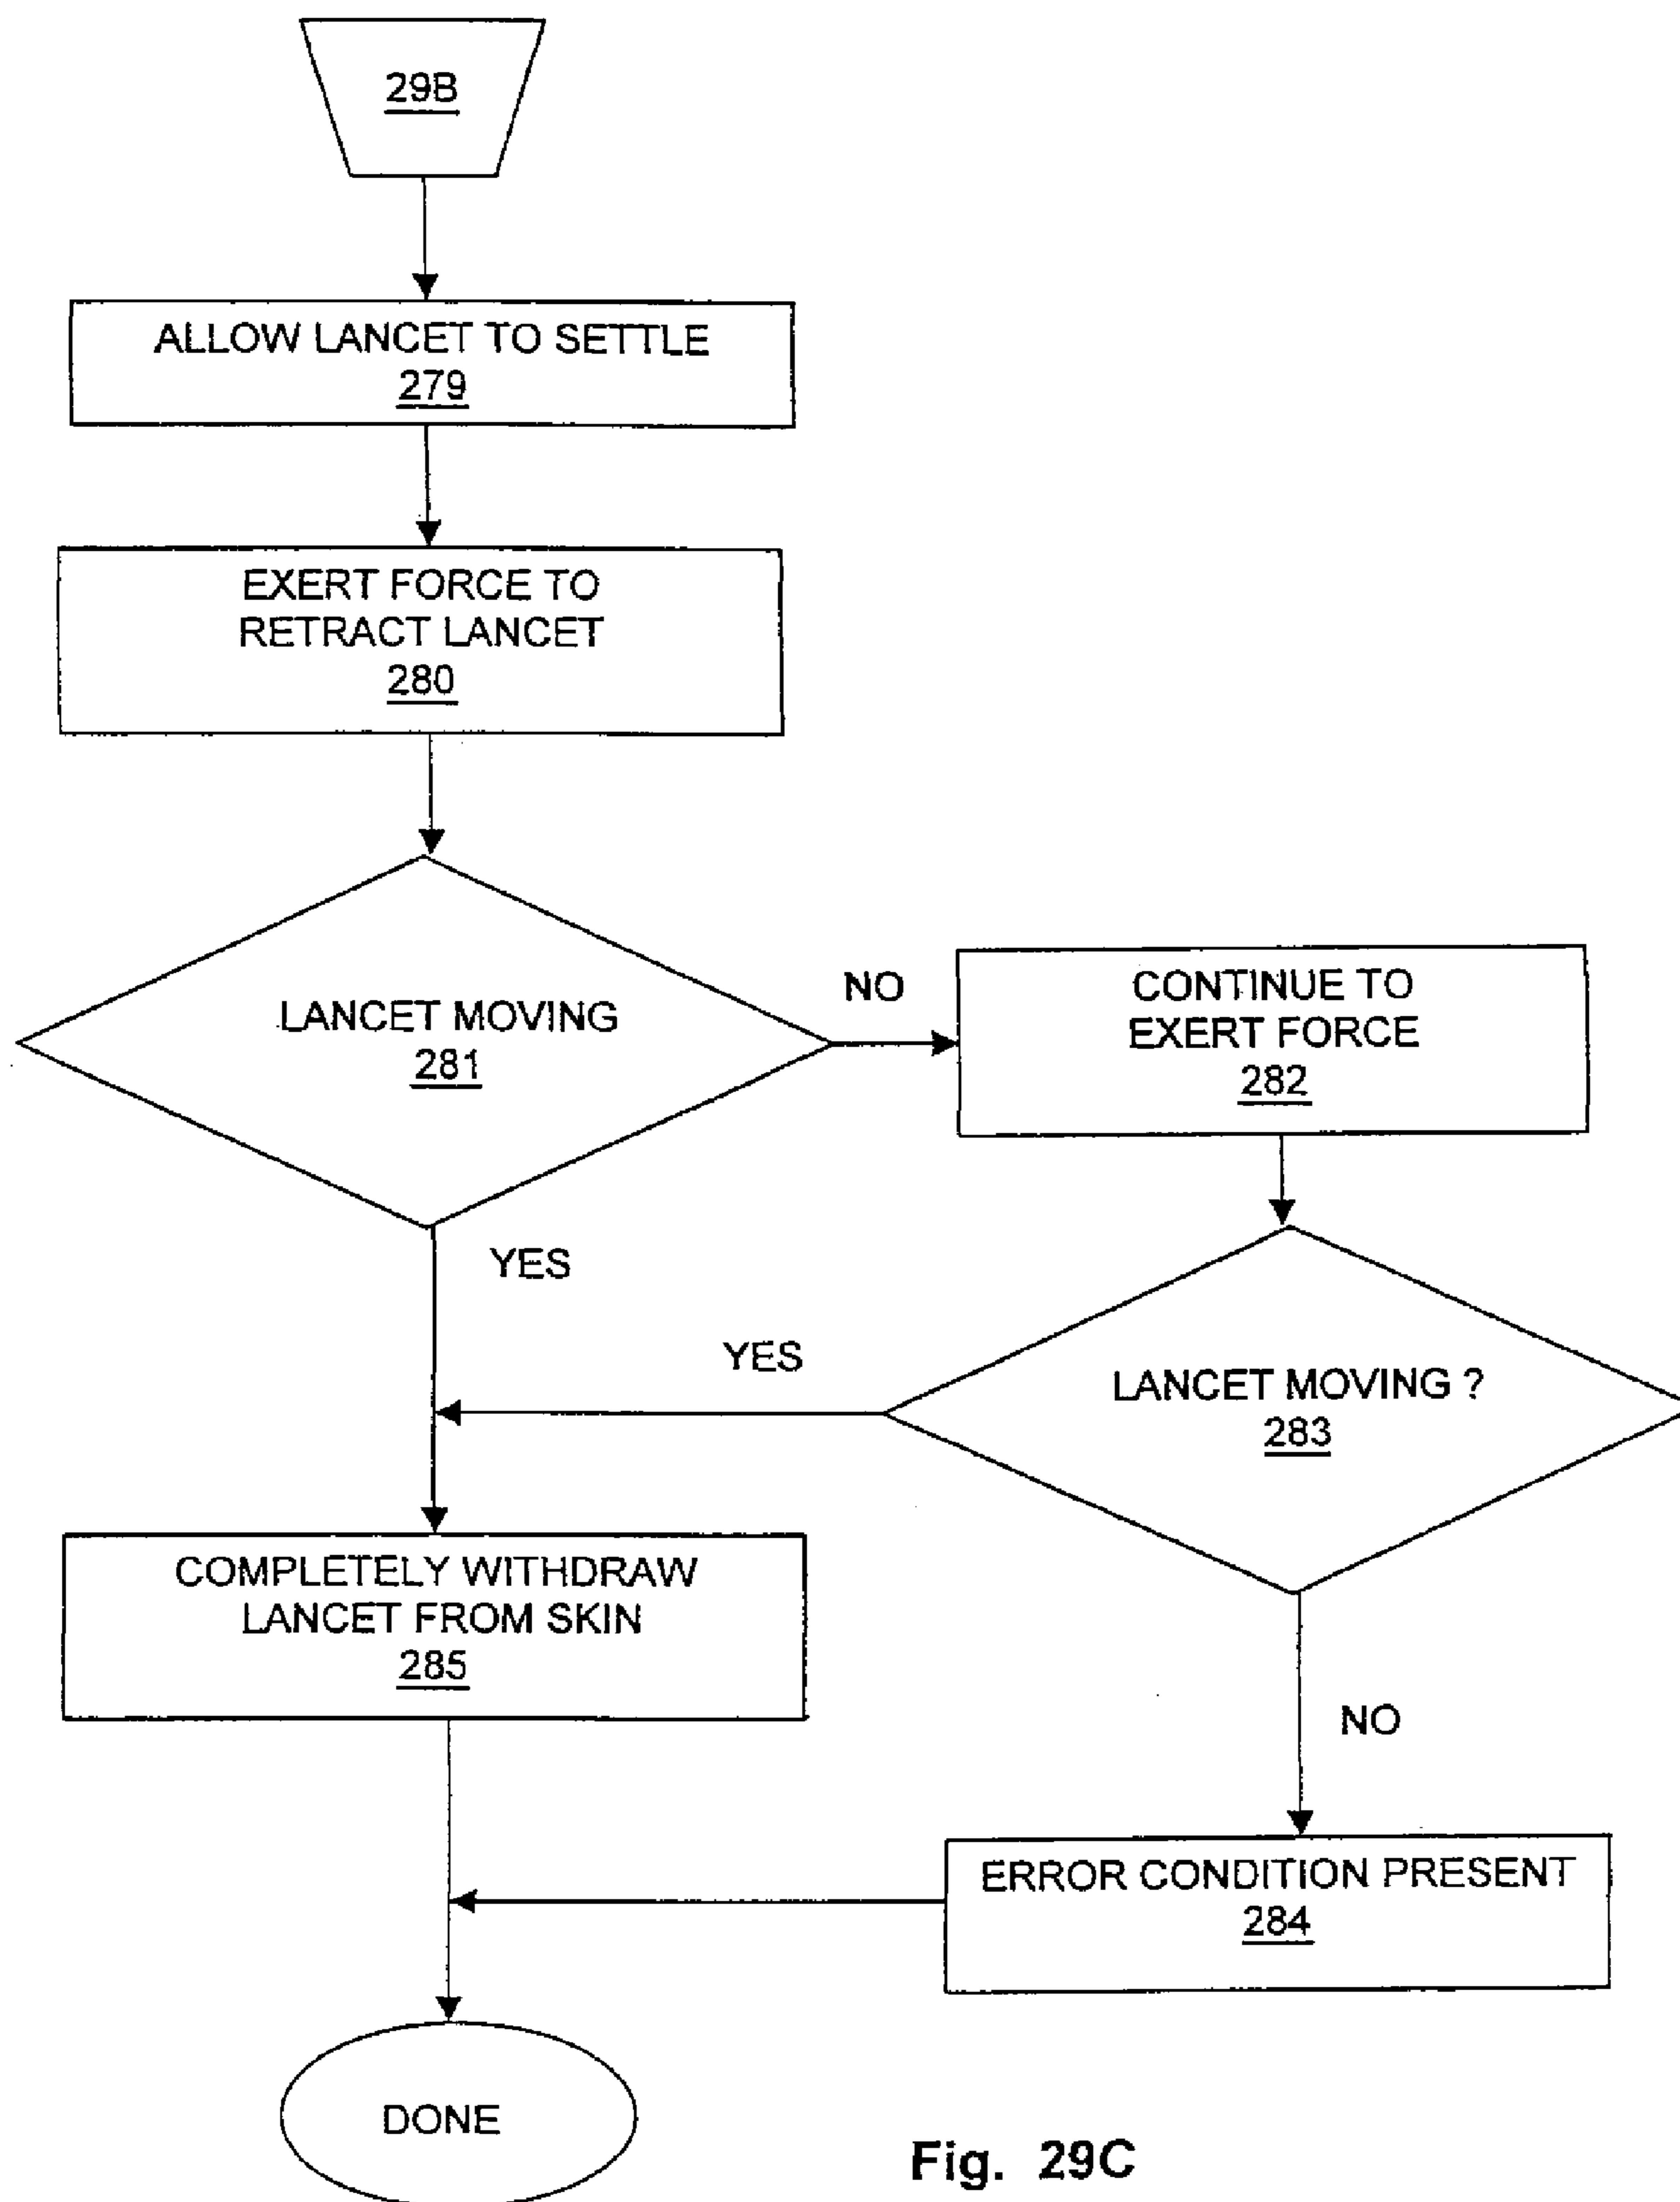 29B
ALLOW LANCET TO SETTLE
279
EXERT FORCE TO
RETRACT LANCET
280
LANCET MOVING
281
NO
CONTINUE TO
EXERT FORCE
282
YES
YES
LANCET MOVING ?
283
COMPLETELY WITHDRAW
LANCET FROM SKIN
285
NO
ERROR CONDITION PRESENT
284
DONE
Fig. 29C